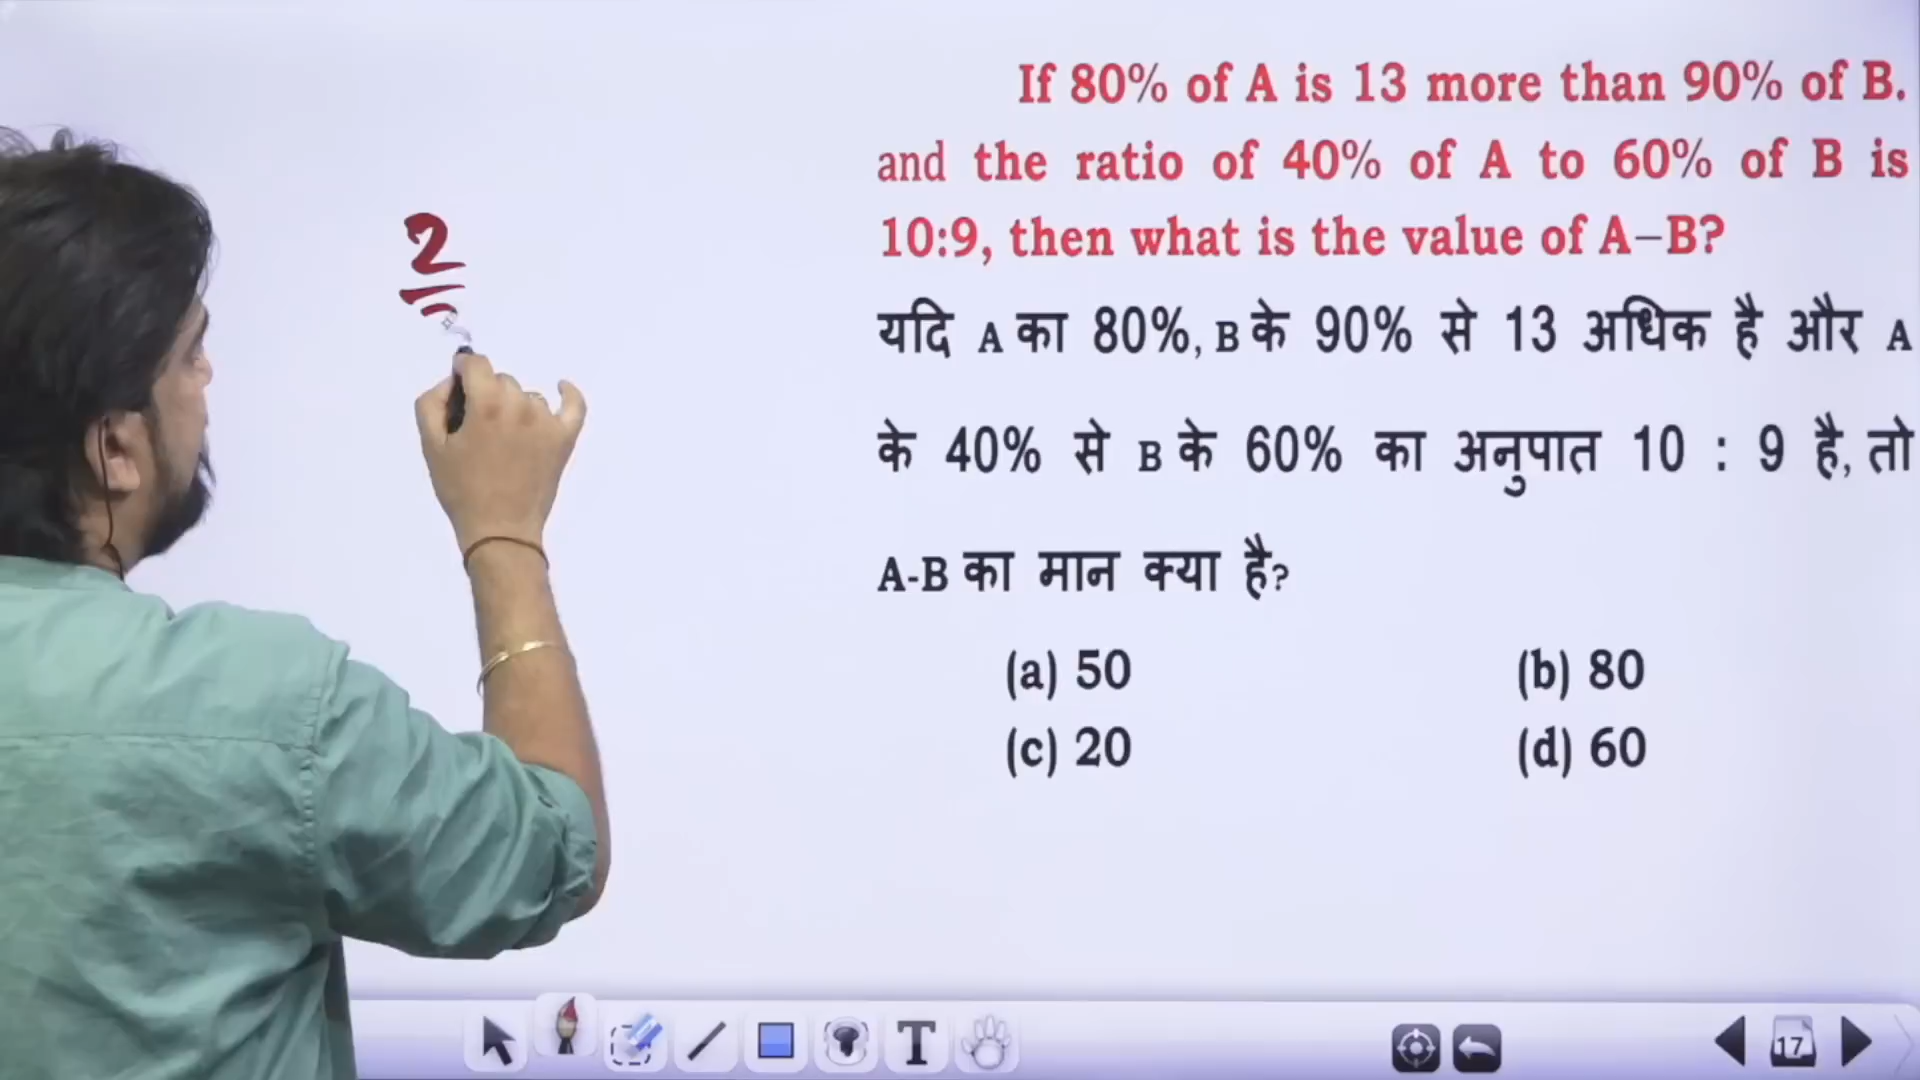 If 80% of A is 13 more than 90% of B.
and the ratio of 40% of A to 60% of B is
10:9, then what is the value of A–B?
2
यदि A का 80%, B के 90% से 13 अधिक है और A
के 40% से B के 60% का अनुपात 10 : 9 है, तो
A-B का मान क्या है?
(a) 50 (b) 80
(c) 20 (d) 60
T
17